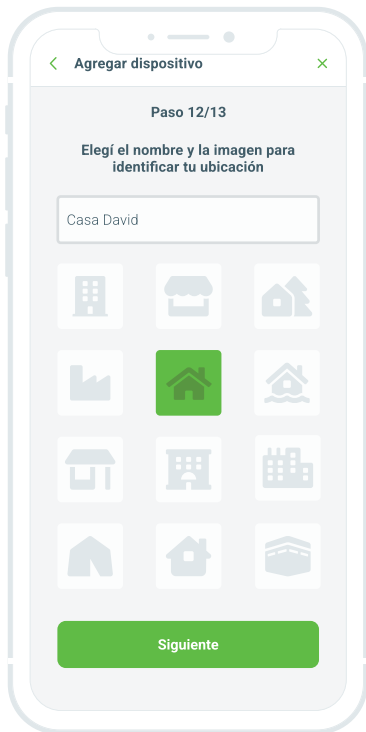 Agregar dispositivo
Paso 12/13
Elegí el nombre y la imagen para
identificar tu ubicación
Casa David
Siguiente